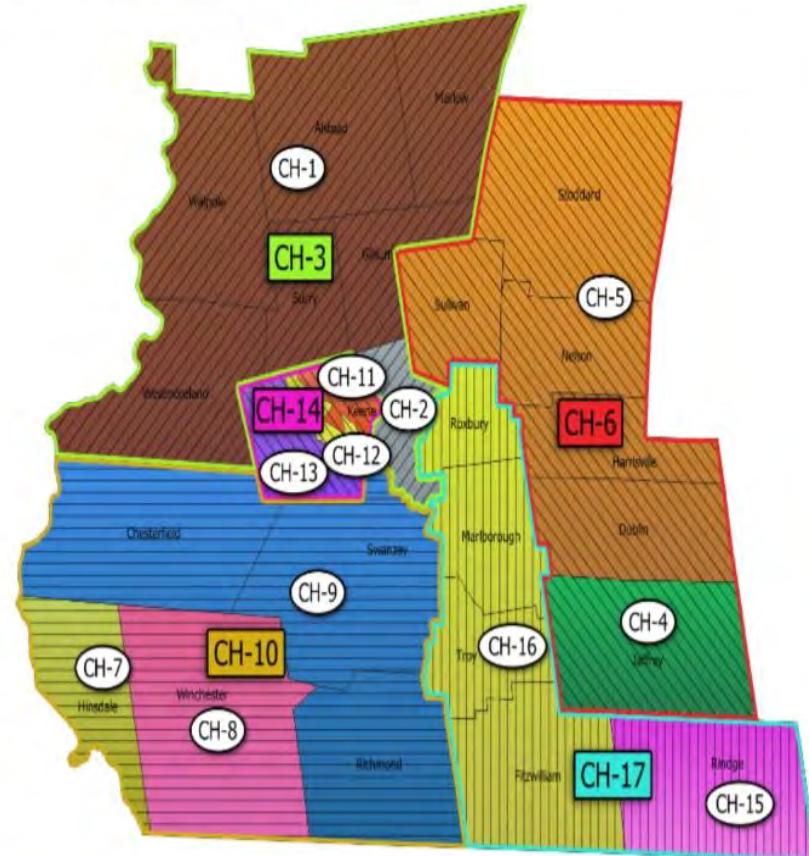 Marlow
Alstead
CH-1
Stoddard
Walpole
CH-3
Gilsum
CH-5
Surry
Sullivan
Nelson
CH-11
Westmoreland
CH-14
Keene
CH-2
CH-6
Roxbury
CH-12
CH-13
Harrisville
Chesterfield
Dublin
Marlborough
Swanzey
CH-9
CH-4
CH-16
CH-10
Troy
Jaffrey
CH-7
Winchester
Hinsdale
CH-8
Richmond
Fitzwilliam
CH-17
Rindge
CH-15